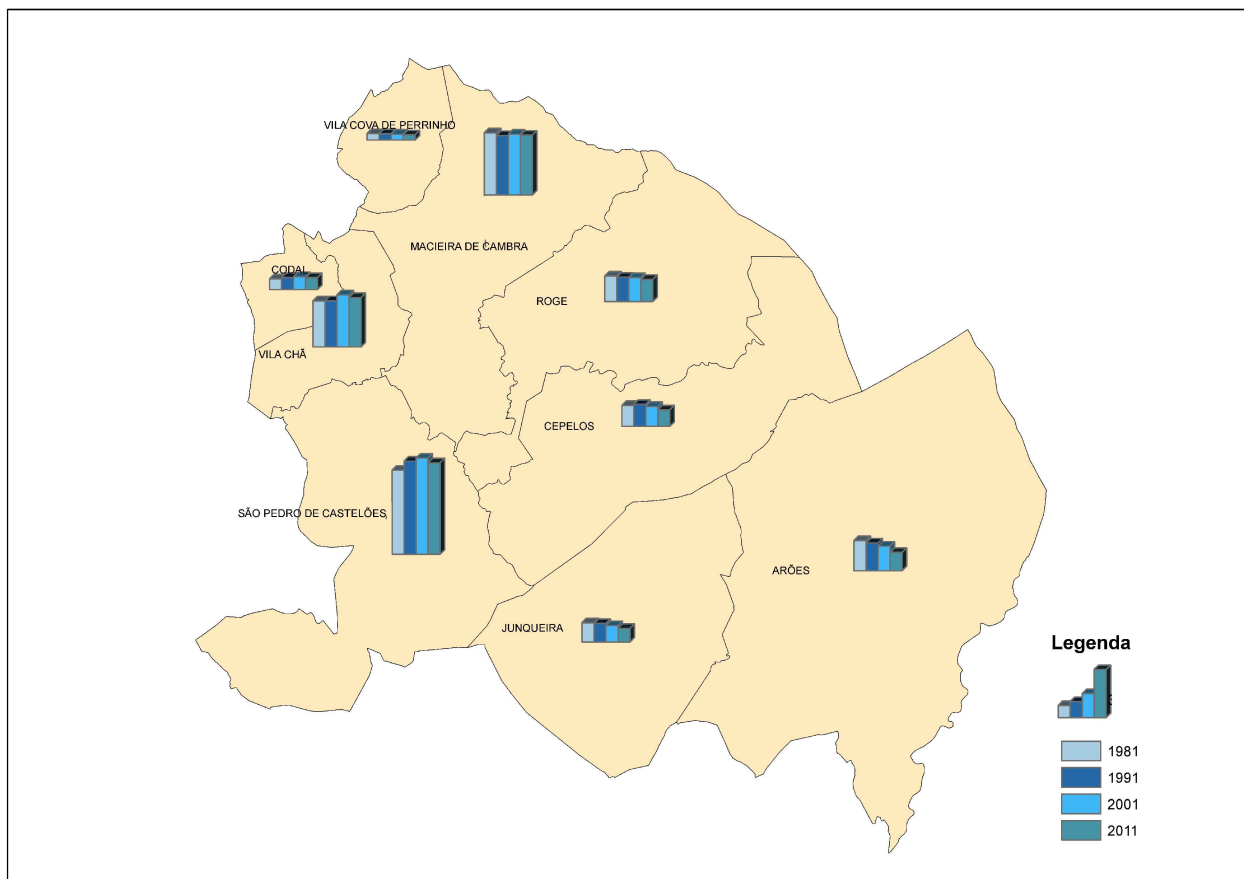 VILA COVA DE PERRINHO
MACIEIRA DE CAMBRA
CODAL
ROGE
VILA CHÃ
CEPELOS
SÃO PEDRO DE CASTELÕES
ARÕES
JUNQUEIRA
Legenda
1981
1991
2001
2011